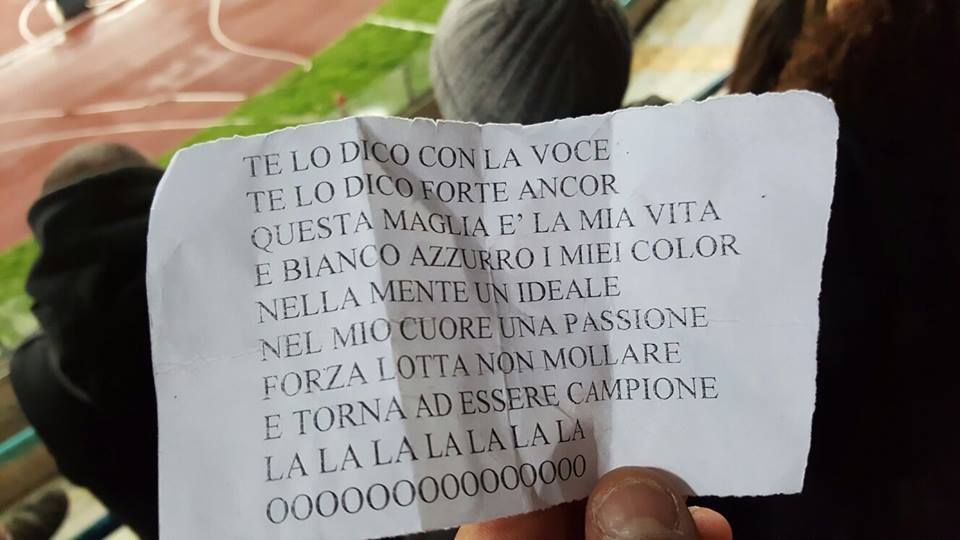 TE LO DICO CON LA VOCE
TE LO DICO FORTE ANCOR
QUESTA MAGLIA E' LA MIA VITA
E BIANCO AZZURRO I MIEI COLOR
NELLA MENTE UN IDEALE
NEL MIO CUORE UNA PASSIONE
FORZA LOTTA NON MOLLARE
E TORNA AD ESSERE CAMPIONE
LA LA LA LA LA LA LA
OOOOOOOOOOOOOOO